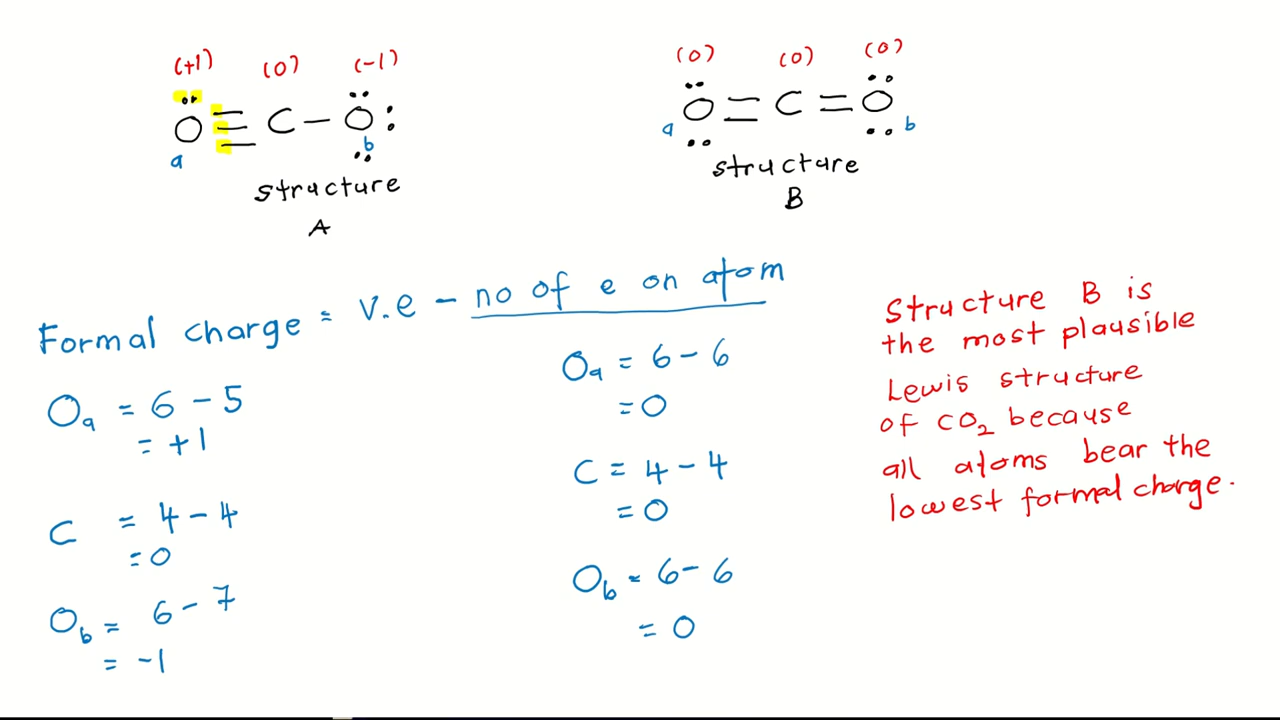 (+1) (0) (-1)
O ≡ C – O
a b
structure
A
(0) (0) (0)
O = C = O
a b
structure
B
Formal charge = V.e – no of e on atom
Oa = 6 – 5
= +1
C = 4 – 4
= 0
Ob = 6 – 7
= -1
Oa = 6 – 6
= 0
C = 4 – 4
= 0
Ob = 6 – 6
= 0
Structure B is
the most plausible
Lewis structure
of CO₂ because
all atoms bear the
lowest formal charge.